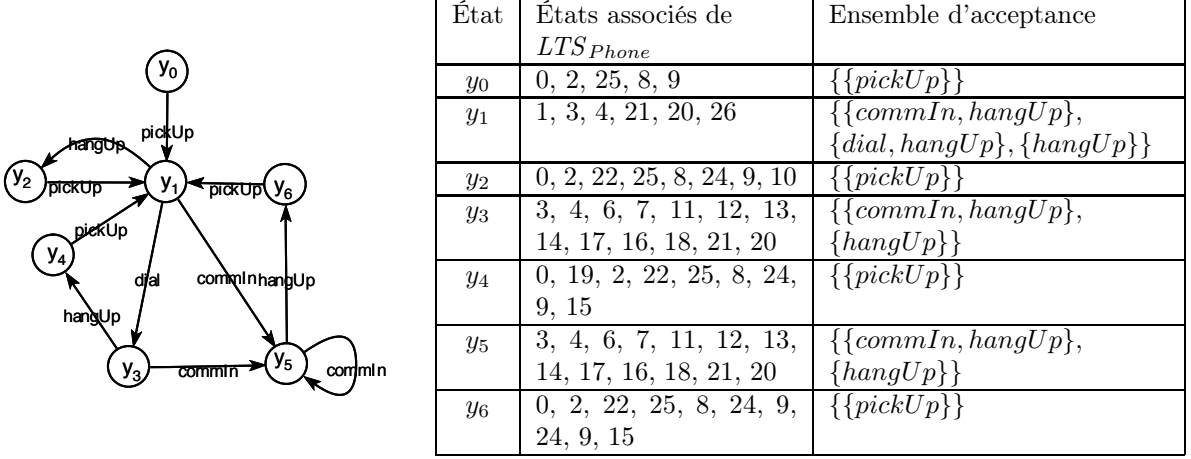 y0
pickUp
hangUp
y2
pickUp
y1
pickUp
y6
pickUp
y4
dial
commIn
hangUp
hangUp
y3
commIn
y5
commIn
État | États associés de | Ensemble d'acceptance
LTS_Phone
y0 | 0, 2, 25, 8, 9 | {{pickUp}}
y1 | 1, 3, 4, 21, 20, 26 | {{commIn, hangUp},
{dial, hangUp}, {hangUp}}
y2 | 0, 2, 22, 25, 8, 24, 9, 10 | {{pickUp}}
y3 | 3, 4, 6, 7, 11, 12, 13, | {{commIn, hangUp},
14, 17, 16, 18, 21, 20 | {hangUp}}
y4 | 0, 19, 2, 22, 25, 8, 24, | {{pickUp}}
9, 15
y5 | 3, 4, 6, 7, 11, 12, 13, | {{commIn, hangUp},
14, 17, 16, 18, 21, 20 | {hangUp}}
y6 | 0, 2, 22, 25, 8, 24, 9, | {{pickUp}}
24, 9, 15